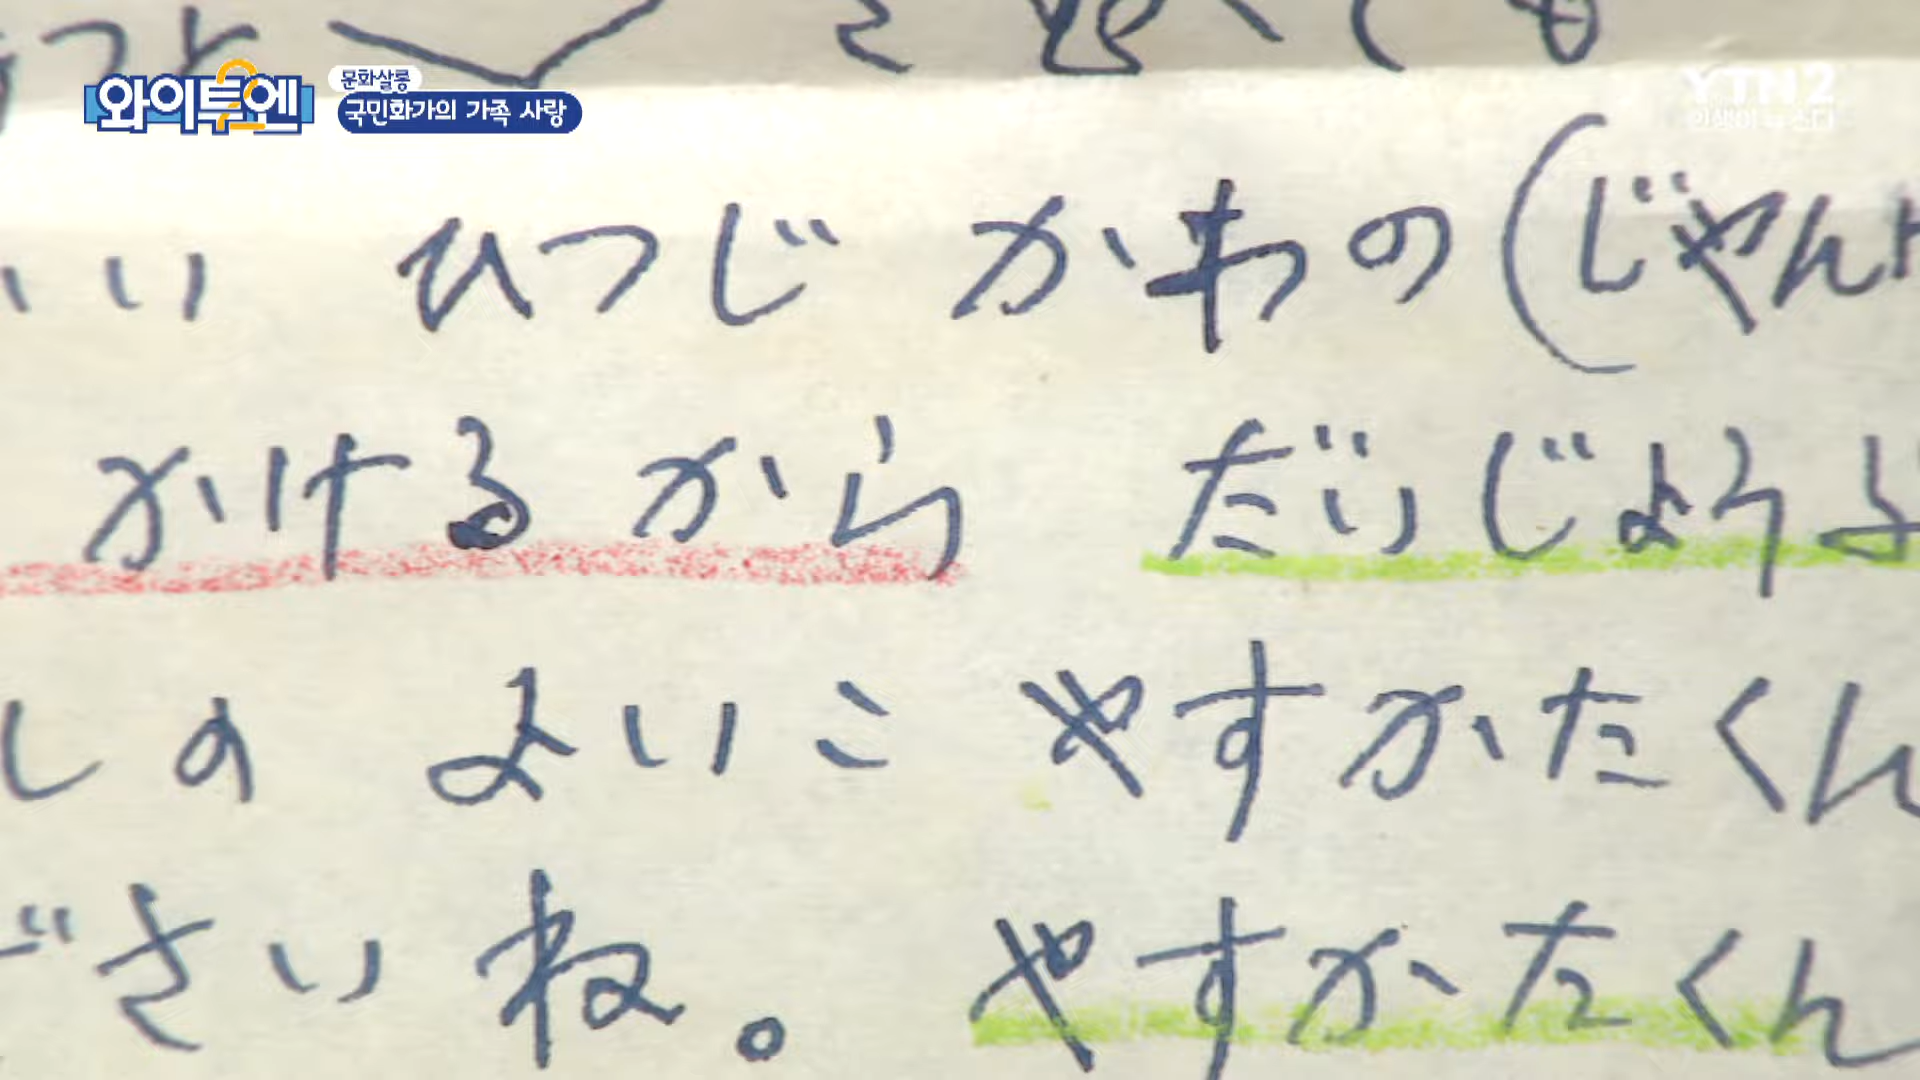 문화살롱
와이투엔
국민화가의 가족 사랑
YTN2
いい ひつじ かわの (じゃん
かける から だいじょうよ
しの よいこ やすかたくん
ださいね。 やすかたくん